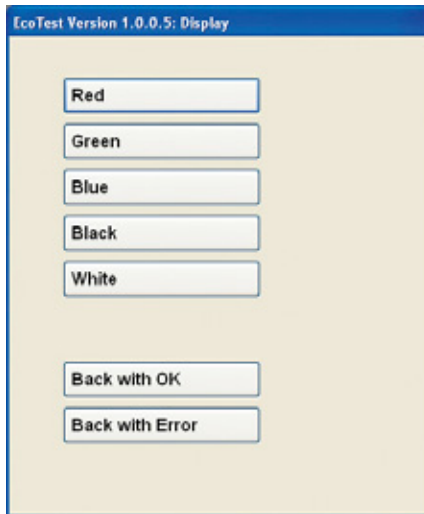 EcoTest Version 1.0.0.5: Display
Red
Green
Blue
Black
White
Back with OK
Back with Error